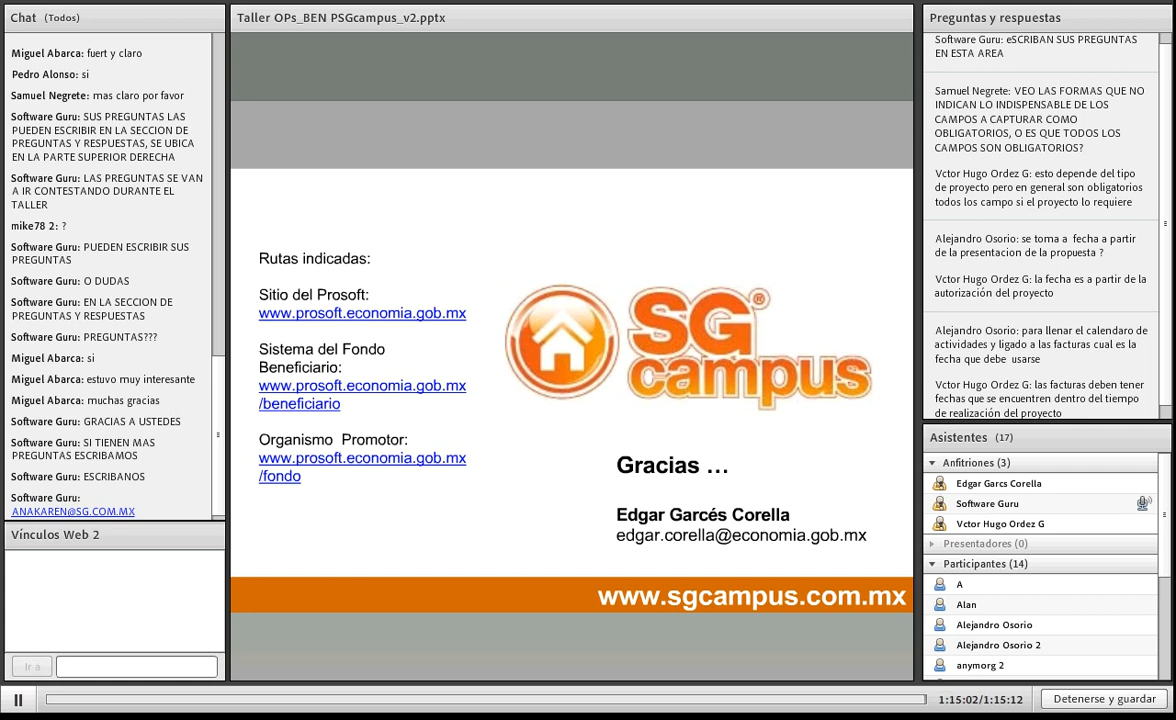 Chat (Todos)
Miguel Abarca: fuert y claro
Pedro Alonso: si
Samuel Negrete: mas claro por favor
Software Guru: SUS PREGUNTAS LAS
PUEDEN ESCRIBIR EN LA SECCION DE
PREGUNTAS Y RESPUESTAS, SE UBICA
EN LA PARTE SUPERIOR DERECHA
Software Guru: LAS PREGUNTAS SE VAN
A IR CONTESTANDO DURANTE EL
TALLER
mike78 2: ?
Software Guru: PUEDEN ESCRIBIR SUS
PREGUNTAS
Software Guru: O DUDAS
Software Guru: EN LA SECCION DE
PREGUNTAS Y RESPUESTAS
Software Guru: PREGUNTAS???
Miguel Abarca: si
Miguel Abarca: estuvo muy interesante
Miguel Abarca: muchas gracias
Software Guru: GRACIAS A USTEDES
Software Guru: SI TIENEN MAS
PREGUNTAS ESCRIBAMOS
Software Guru: ESCRIBANOS
Software Guru:
ANAKAREN@SG.COM.MX
Vínculos Web 2
Ir a
Taller OPs_BEN PSGcampus_v2.pptx
Rutas indicadas:
Sitio del Prosoft:
www.prosoft.economia.gob.mx
Sistema del Fondo
Beneficiario:
www.prosoft.economia.gob.mx
/beneficiario
Organismo Promotor:
www.prosoft.economia.gob.mx
/fondo
SG®
campus
Gracias ...
Edgar Garcés Corella
edgar.corella@economia.gob.mx
www.sgcampus.com.mx
Preguntas y respuestas
Software Guru: eSCRIBAN SUS PREGUNTAS
EN ESTA AREA
Samuel Negrete: VEO LAS FORMAS QUE NO
INDICAN LO INDISPENSABLE DE LOS
CAMPOS A CAPTURAR COMO
OBLIGATORIOS, O ES QUE TODOS LOS
CAMPOS SON OBLIGATORIOS?
Vctor Hugo Ordez G: esto depende del tipo
de proyecto pero en general son obligatorios
todos los campo si el proyecto lo requiere
Alejandro Osorio: se toma a fecha a partir
de la presentacion de la propuesta ?
Vctor Hugo Ordez G: la fecha es a partir de la
autorización del proyecto
Alejandro Osorio: para llenar el calendaro de
actividades y ligado a las facturas cual es la
fecha que debe usarse
Vctor Hugo Ordez G: las facturas deben tener
fechas que se encuentren dentro del tiempo
de realización del proyecto
Asistentes (17)
Anfitriones (3)
Edgar Garcs Corella
Software Guru
Vctor Hugo Ordez G
Presentadores (0)
Participantes (14)
A
Alan
Alejandro Osorio
Alejandro Osorio 2
anymorg 2
1:15:02/1:15:12
Detenerse y guardar